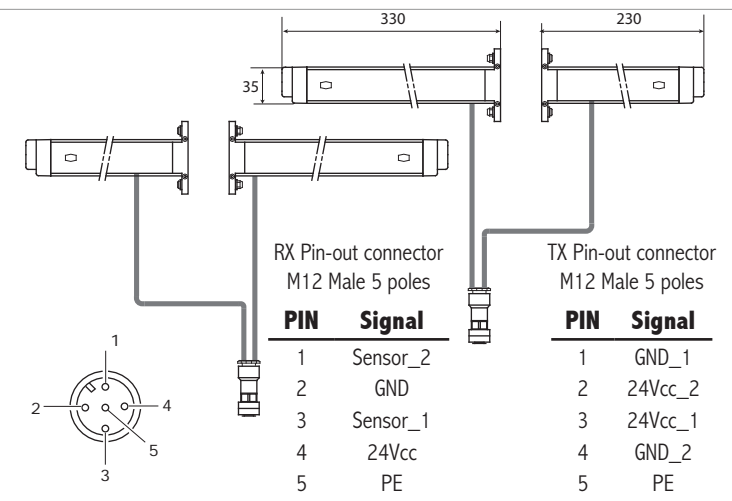 330
230
35
RX Pin-out connector
M12 Male 5 poles
PIN Signal
1 Sensor_2
2 GND
3 Sensor_1
4 24Vcc
5 PE
TX Pin-out connector
M12 Male 5 poles
PIN Signal
1 GND_1
2 24Vcc_2
3 24Vcc_1
4 GND_2
5 PE
1
2
4
5
3